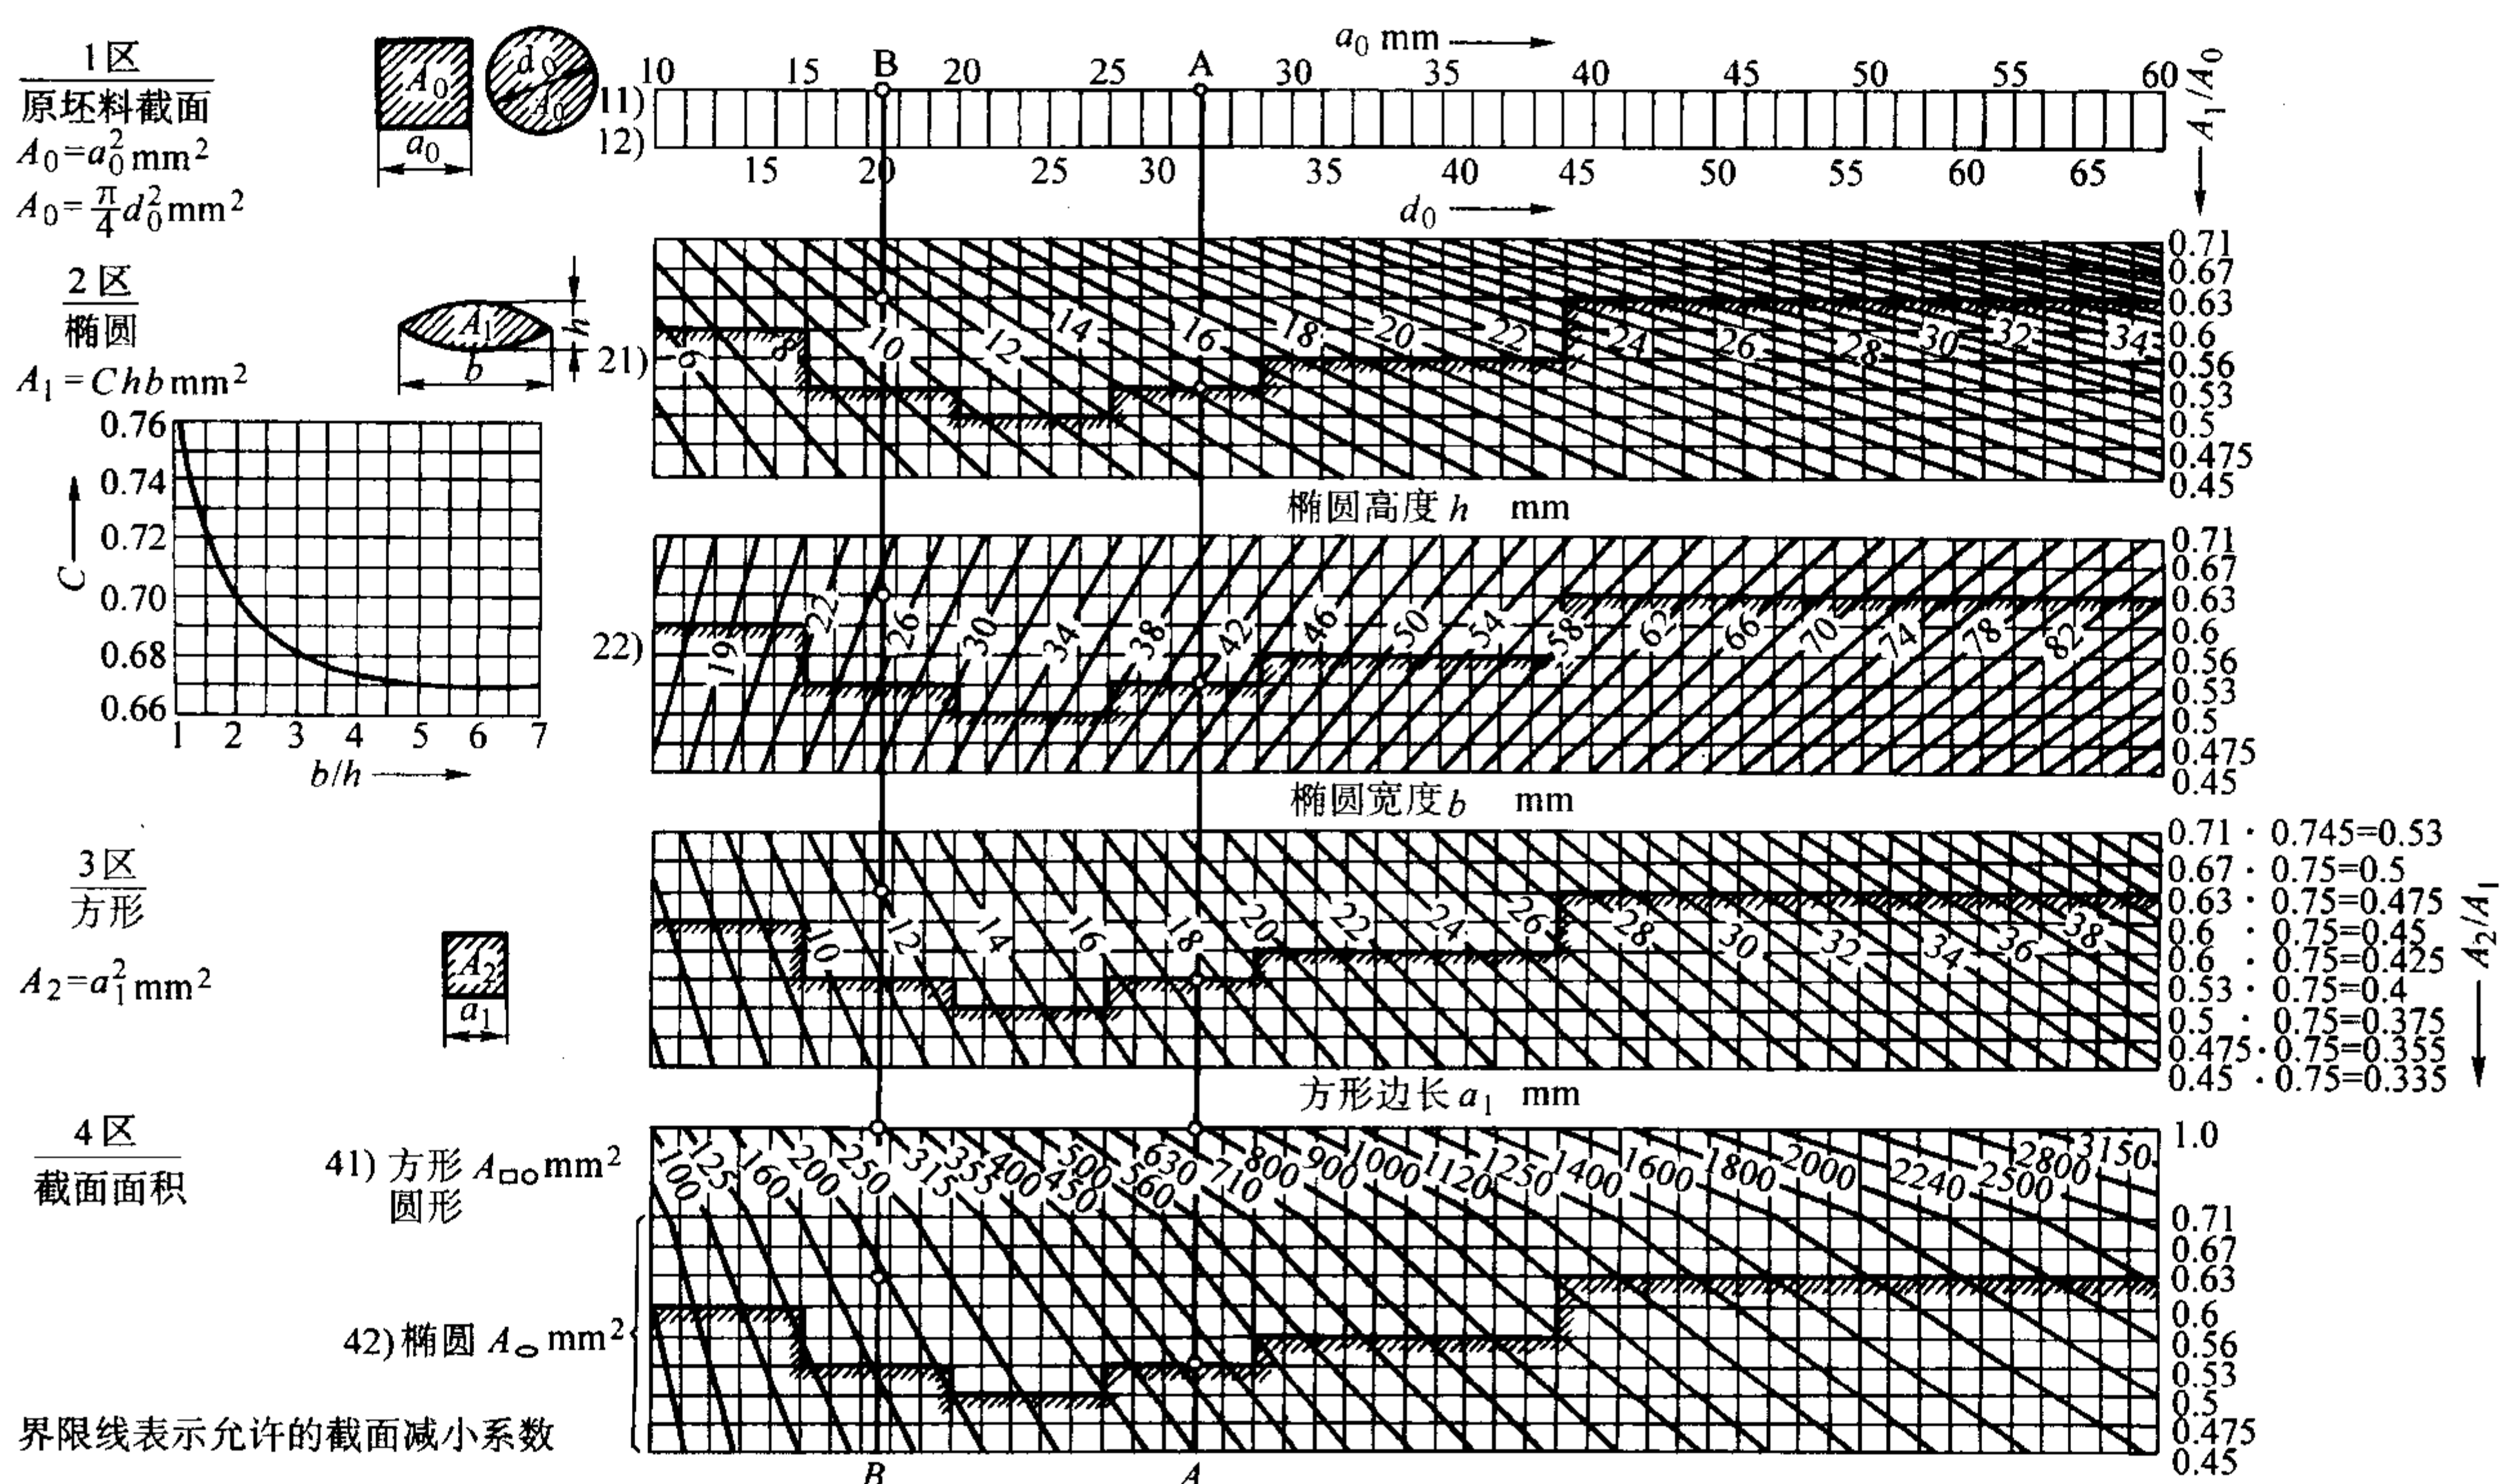 1区
原坯料截面
A₀=a₀²mm²
A₀=π/4 d₀²mm²
A₀
a₀
d₀
A₀
a₀ mm
10 15 B 20 25 A 30 35 40 45 50 55 60
11)
12)
15 20 25 30 35 40 45 50 55 60 65
d₀
A₁/A₀
2区
椭圆
A₁=Chb mm²
A₁
h
b
21)
6 8 10 12 14 16 18 20 22 24 26 28 30 32 34
0.71
0.67
0.63
0.6
0.56
0.53
0.5
0.475
0.45
椭圆高度 h mm
0.76
0.74
0.72
0.70
0.68
0.66
C
1 2 3 4 5 6 7
b/h
22)
19 22 26 30 34 38 42 46 50 54 58 62 66 70 74 78 82
0.71
0.67
0.63
0.6
0.56
0.53
0.5
0.475
0.45
椭圆宽度 b mm
3区
方形
A₂=a₁²mm²
A₂
a₁
10 12 14 16 18 20 22 24 26 28 30 32 34 36 38
0.71·0.745=0.53
0.67·0.75=0.5
0.63·0.75=0.475
0.6·0.75=0.45
0.6·0.75=0.425
0.53·0.75=0.4
0.5·0.75=0.375
0.475·0.75=0.355
0.45·0.75=0.335
A₂/A₁
方形边长 a₁ mm
4区
截面面积
41) 方形 A□○mm²
圆形
100 125 160 200 250 315 355 400 450 500 560 630 710 800 900 1000 1120 1250 1400 1600 1800 2000 2240 2500 2800 3150
1.0
0.71
0.67
0.63
0.6
0.56
0.53
0.5
0.475
0.45
42) 椭圆 A⬭ mm²
界限线表示允许的截面减小系数
B A